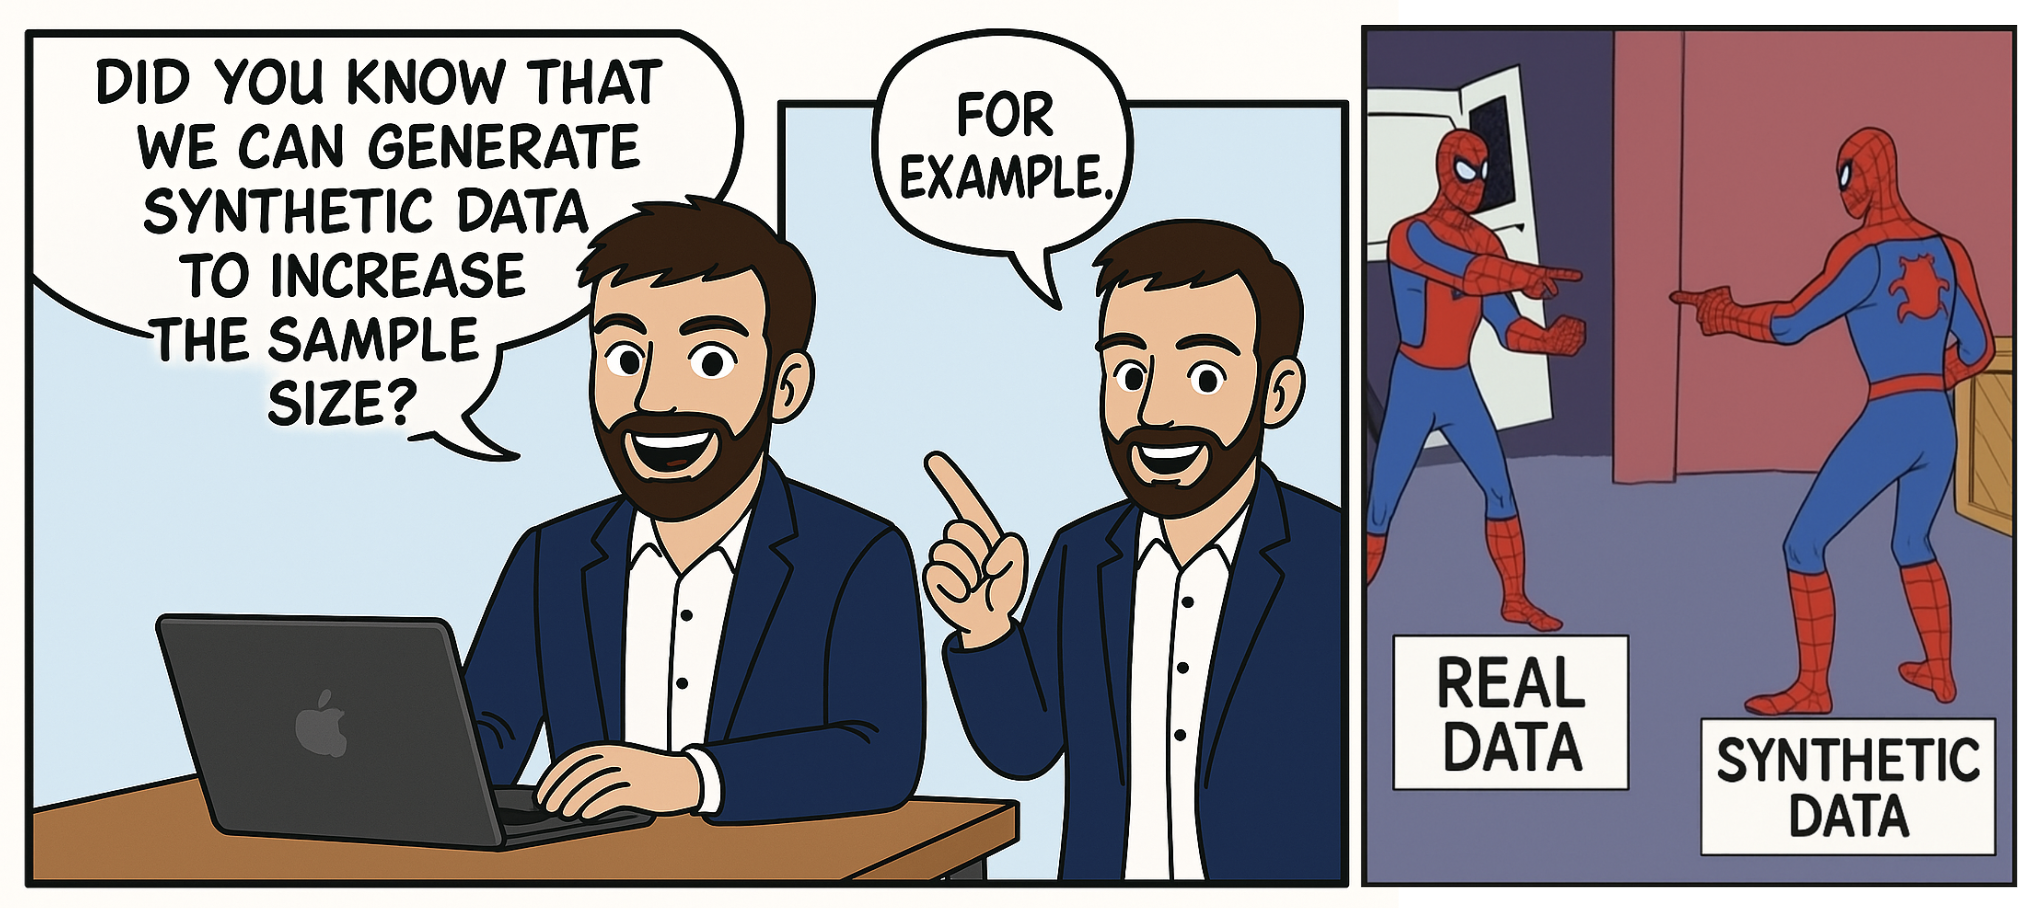 DID YOU KNOW THAT
WE CAN GENERATE
SYNTHETIC DATA
TO INCREASE
THE SAMPLE
SIZE?
FOR
EXAMPLE.
REAL
DATA
SYNTHETIC
DATA